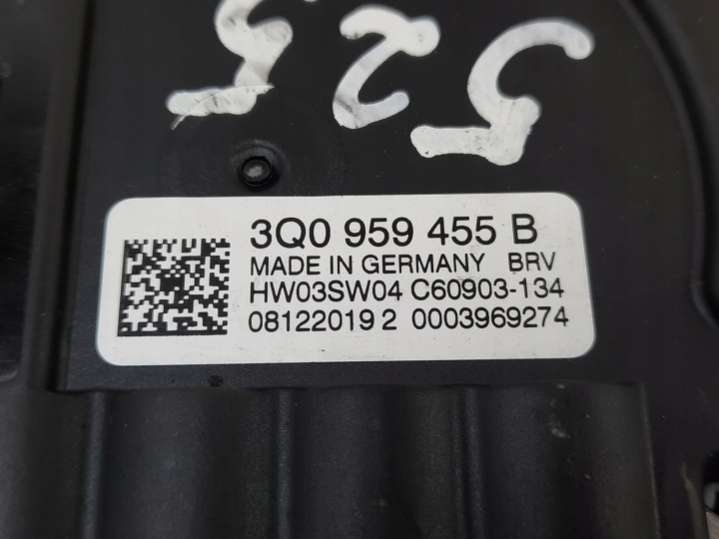 525
3Q0 959 455 B
MADE IN GERMANY BRV
HW03SW04 C60903-134
08122019 2 0003969274